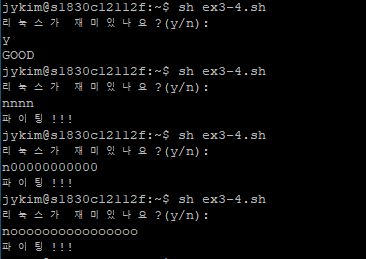 jykim@s1830c12112f:~$ sh ex3-4.sh
리눅스가 재미있나요?(y/n):
y
GOOD
jykim@s1830c12112f:~$ sh ex3-4.sh
리눅스가 재미있나요?(y/n):
nnnn
파이팅!!!
jykim@s1830c12112f:~$ sh ex3-4.sh
리눅스가 재미있나요?(y/n):
n00000000000
파이팅!!!
jykim@s1830c12112f:~$ sh ex3-4.sh
리눅스가 재미있나요?(y/n):
noooooooooooooooo
파이팅!!!